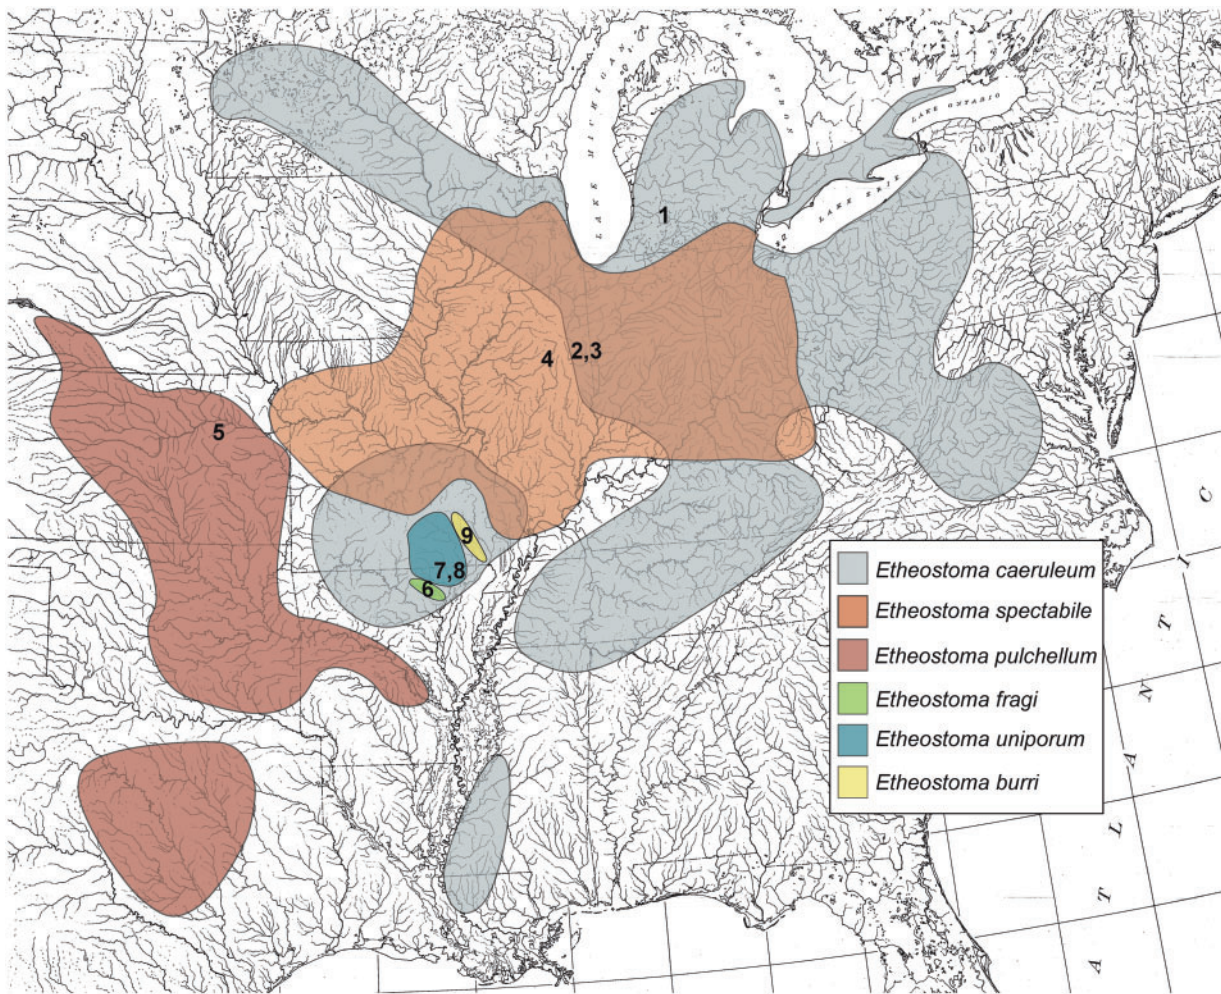 LAKE MICHIGAN
LAKE HURON
LAKE ONTARIO
LAKE ERIE
1
4
2,3
5
9
7,8
6
Etheostoma caeruleum
Etheostoma spectabile
Etheostoma pulchellum
Etheostoma fragi
Etheostoma uniporum
Etheostoma burri
ATLANTIC